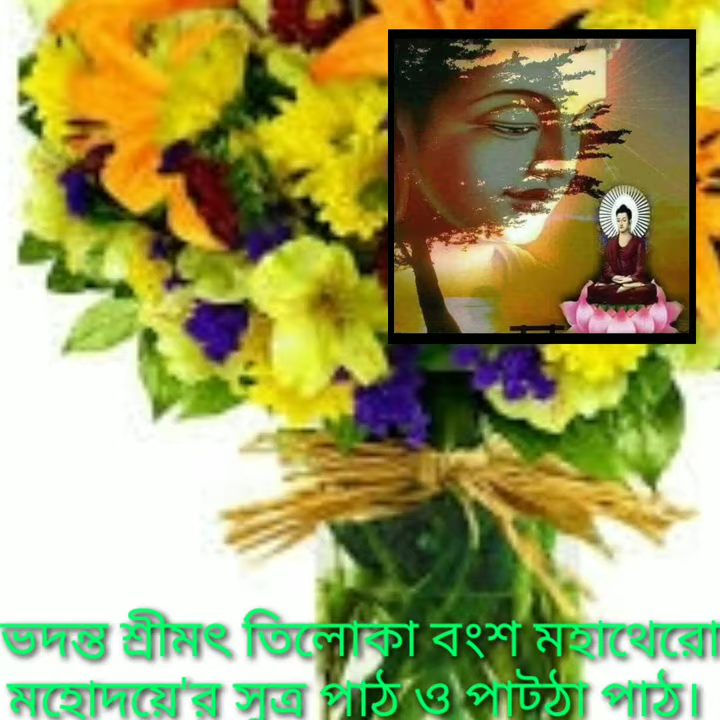 ভদন্ত শ্রীমৎ তিলোকা বংশ মহাথেরো
মহোদয়ে'র সূত্র পাঠ ও পাটঠা পাঠ।